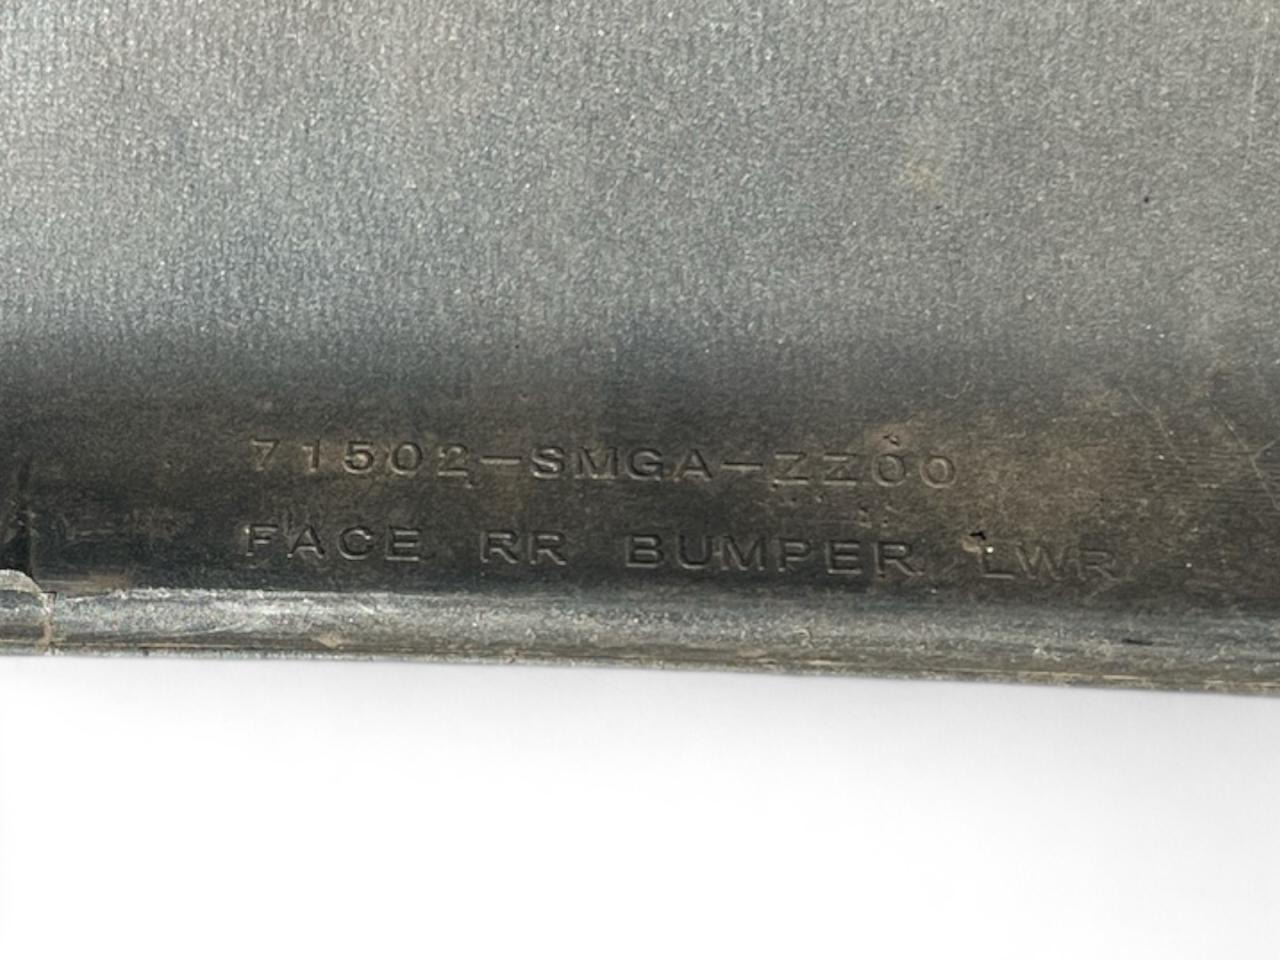 71502-SMGA-ZZ00
FACE RR BUMPER LWR